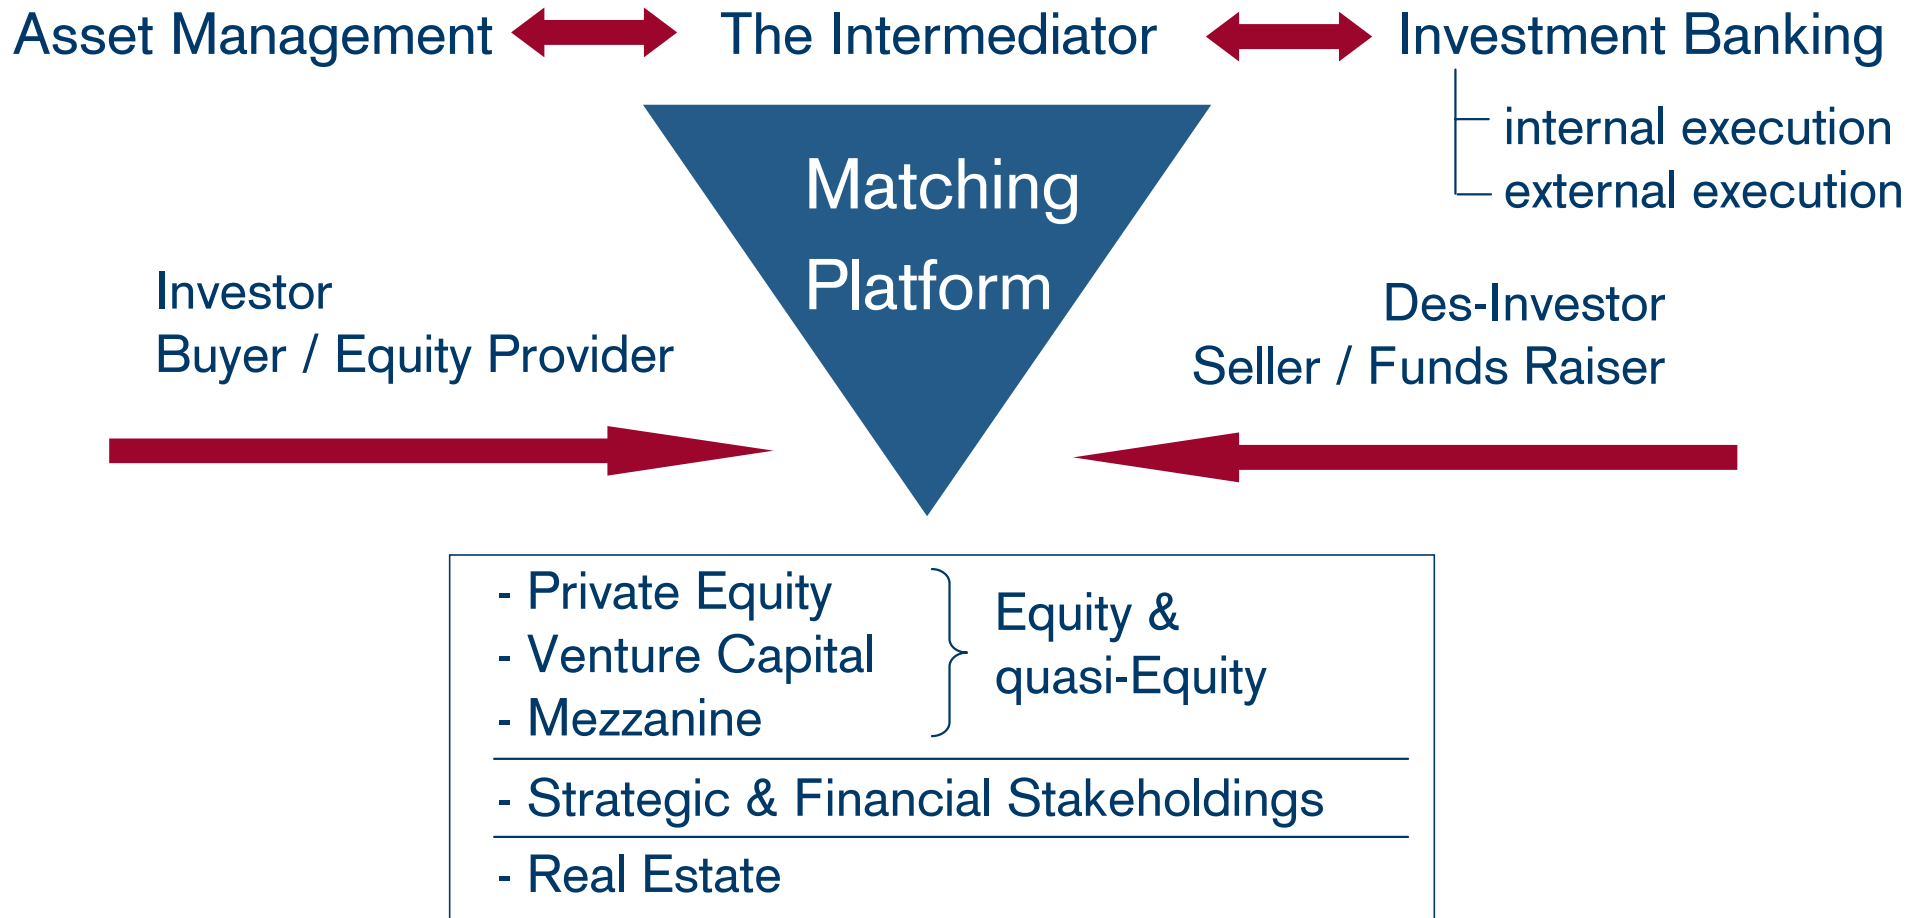 Asset Management The Intermediator Investment Banking
internal execution
external execution
Matching
Platform
Investor
Buyer / Equity Provider
Des-Investor
Seller / Funds Raiser
- Private Equity
- Venture Capital
- Mezzanine
Equity &
quasi-Equity
- Strategic & Financial Stakeholdings
- Real Estate